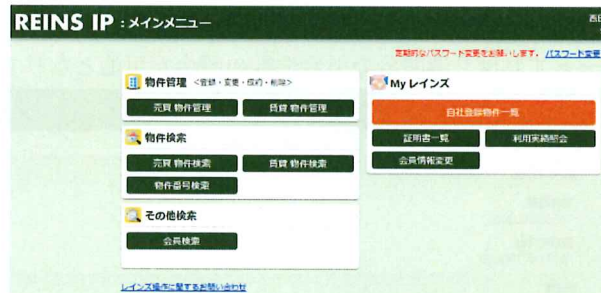 REINS IP : メインメニュー
西日
定期的なパスワード変更をお願いします。 パスワード変更
物件管理 <登録・変更・成約・削除>
売買 物件管理
賃貸 物件管理
物件検索
売買 物件検索
賃貸 物件検索
物件番号検索
その他検索
会員検索
レインズ操作に関するお問い合わせ
My レインズ
自社登録物件一覧
証明書一覧
利用実績照会
会員情報変更